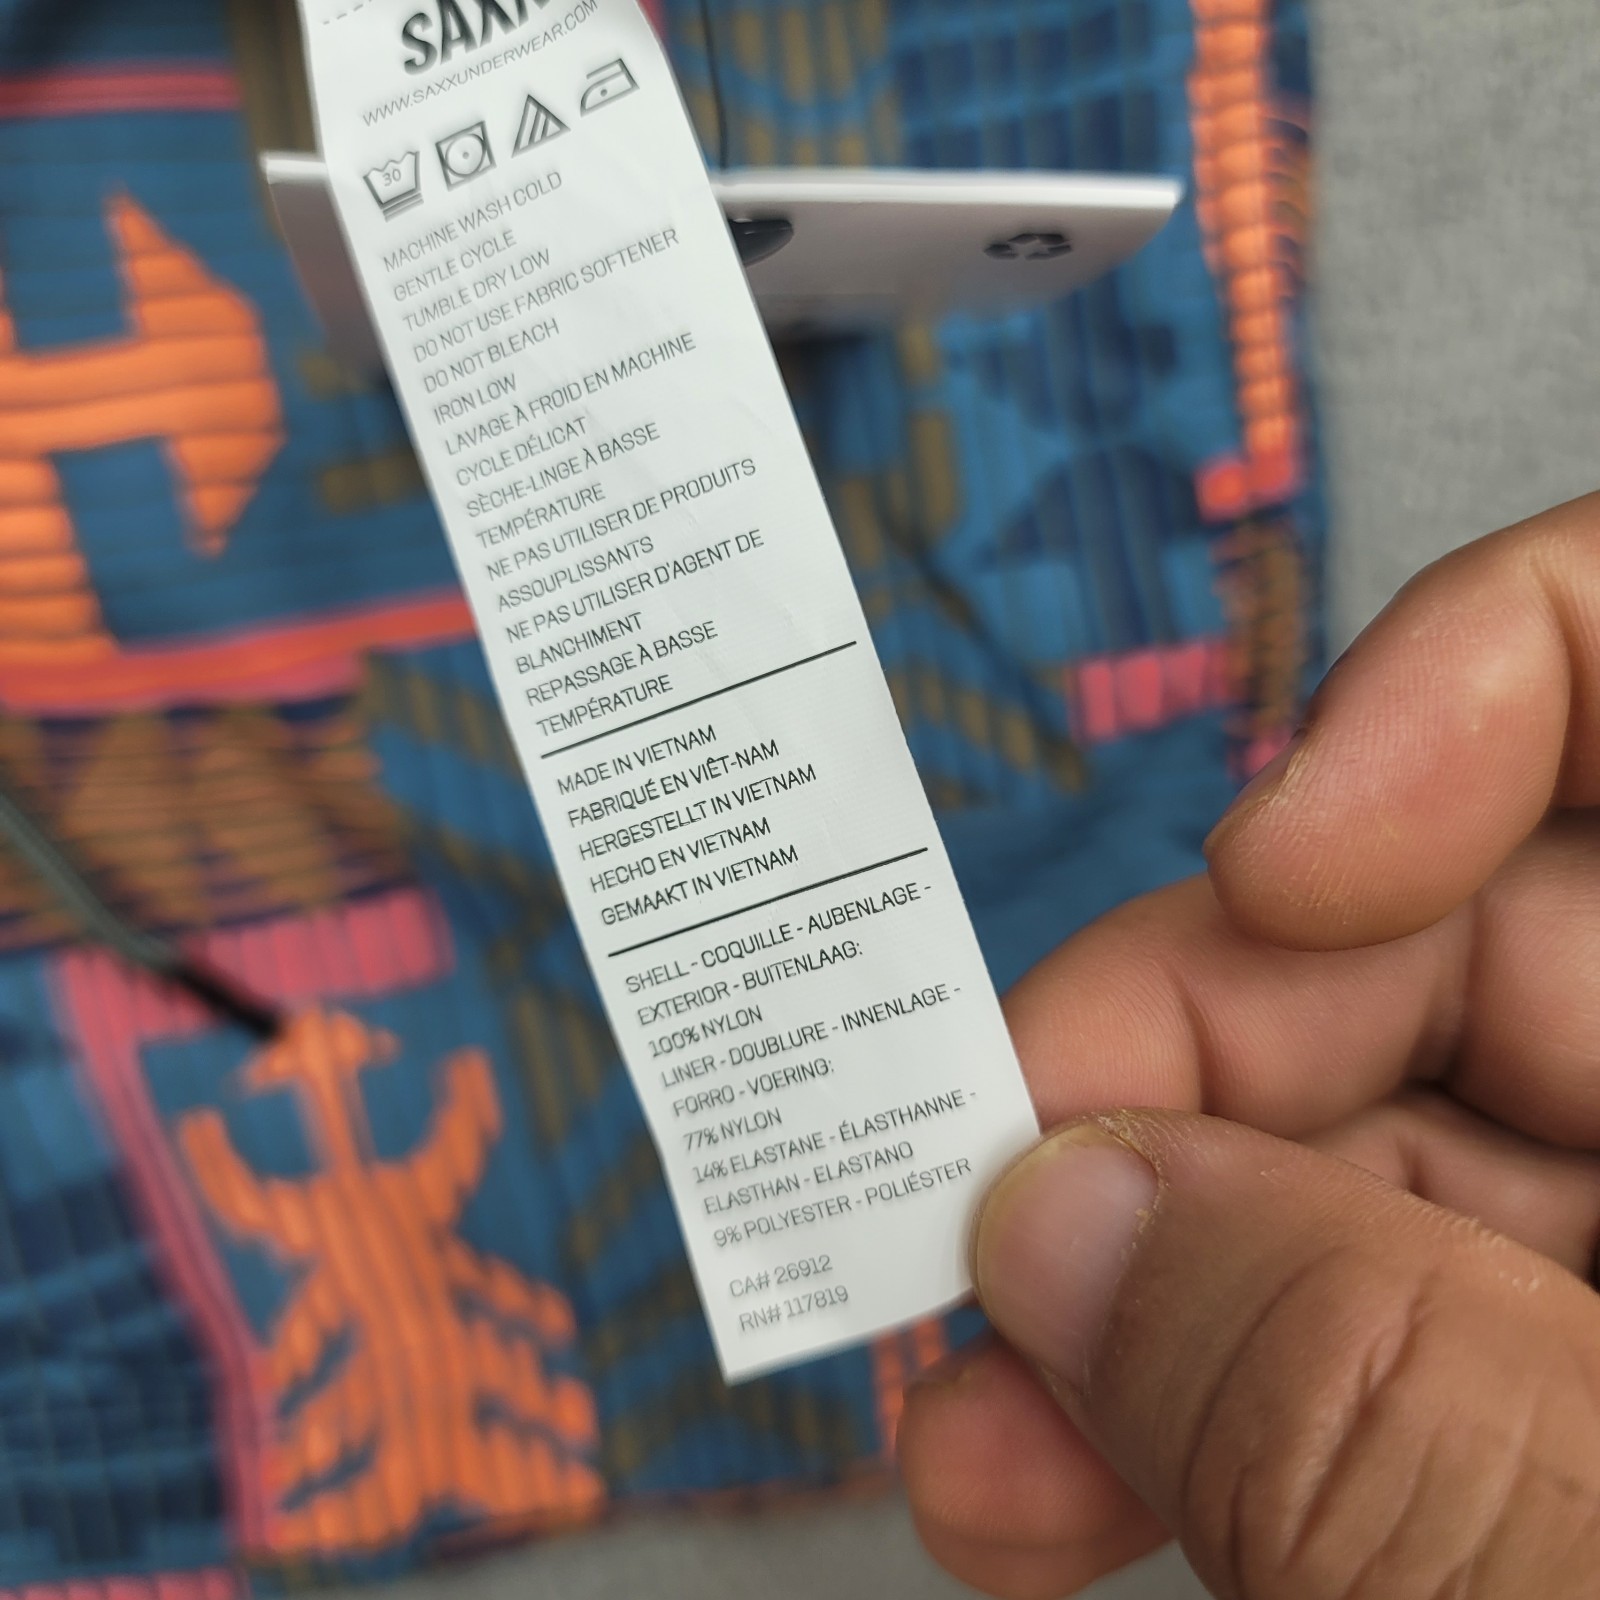 SAXX
WWW.SAXXUNDERWEAR.COM
30
MACHINE WASH COLD
GENTLE CYCLE
TUMBLE DRY LOW
DO NOT USE FABRIC SOFTENER
DO NOT BLEACH
IRON LOW
LAVAGE À FROID EN MACHINE
CYCLE DÉLICAT
SÈCHE-LINGE À BASSE
TEMPÉRATURE
NE PAS UTILISER DE PRODUITS
ASSOUPLISSANTS
NE PAS UTILISER D'AGENT DE
BLANCHIMENT
REPASSAGE À BASSE
TEMPÉRATURE
MADE IN VIETNAM
FABRIQUÉ EN VIÊT-NAM
HERGESTELLT IN VIETNAM
HECHO EN VIETNAM
GEMAAKT IN VIETNAM
SHELL - COQUILLE - AUBENLAGE -
EXTERIOR - BUITENLAAG:
100% NYLON
LINER - DOUBLURE - INNENLAGE -
FORRO - VOERING:
77% NYLON
14% ELASTANE - ÉLASTHANNE -
ELASTHAN - ELASTANO
9% POLYESTER - POLIÉSTER
CA# 26912
RN# 117819